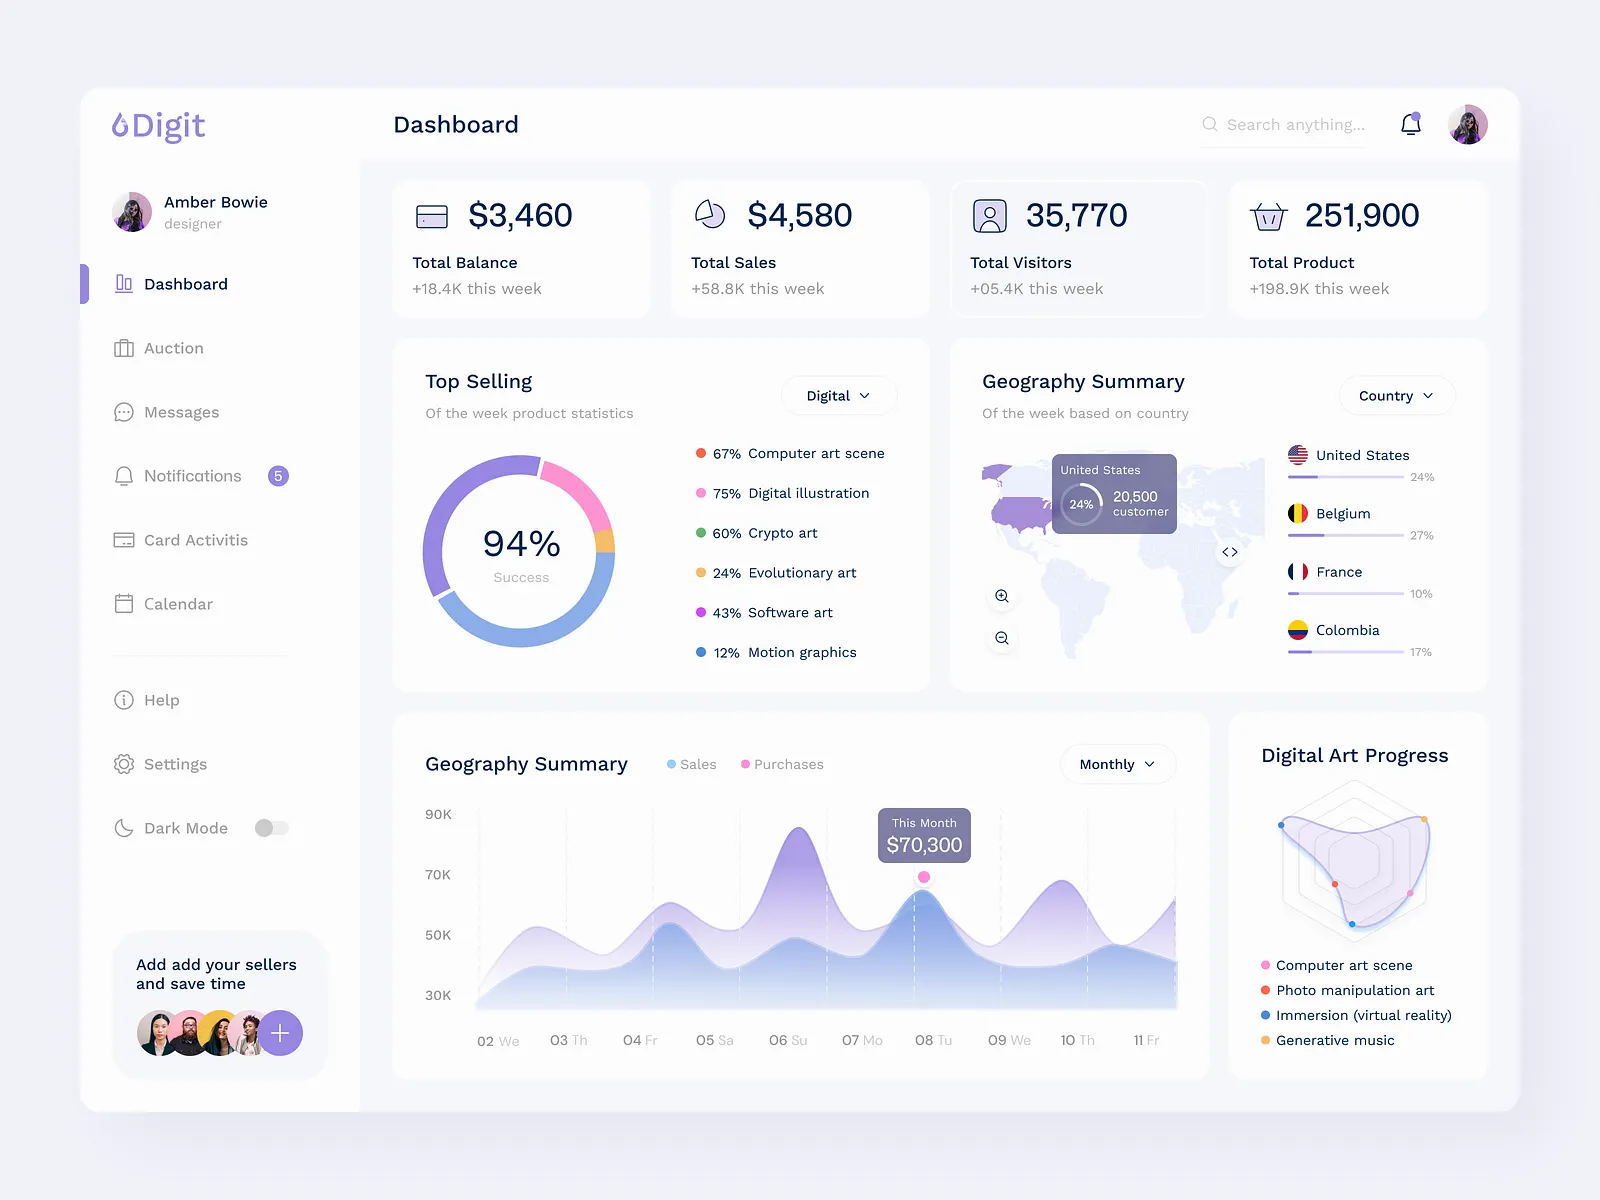 Digit
Dashboard
Search anything...
Amber Bowie
designer
Dashboard
Auction
Messages
Notifications 5
Card Activitis
Calendar
Help
Settings
Dark Mode
Add add your sellers
and save time
$3,460
Total Balance
+18.4K this week
$4,580
Total Sales
+58.8K this week
35,770
Total Visitors
+05.4K this week
251,900
Total Product
+198.9K this week
Top Selling
Of the week product statistics
Digital
94%
Success
67% Computer art scene
75% Digital illustration
60% Crypto art
24% Evolutionary art
43% Software art
12% Motion graphics
Geography Summary
Of the week based on country
Country
United States
24%
20,500
customer
United States
24%
Belgium
27%
France
10%
Colombia
17%
Geography Summary
Sales
Purchases
Monthly
90K
70K
50K
30K
This Month
$70,300
02 We
03 Th
04 Fr
05 Sa
06 Su
07 Mo
08 Tu
09 We
10 Th
11 Fr
Digital Art Progress
Computer art scene
Photo manipulation art
Immersion (virtual reality)
Generative music